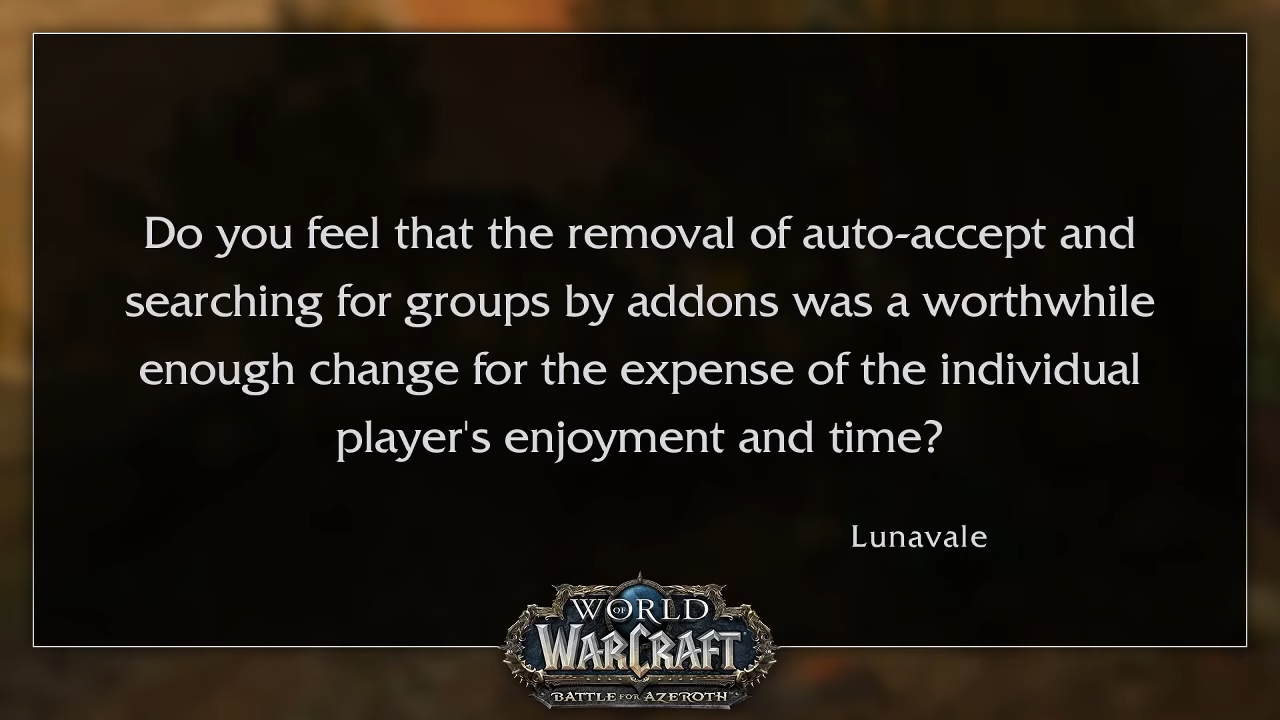 Do you feel that the removal of auto-accept and
searching for groups by addons was a worthwhile
enough change for the expense of the individual
player's enjoyment and time?
Lunavale
WORLD OF
WARCRAFT
BATTLE FOR AZEROTH